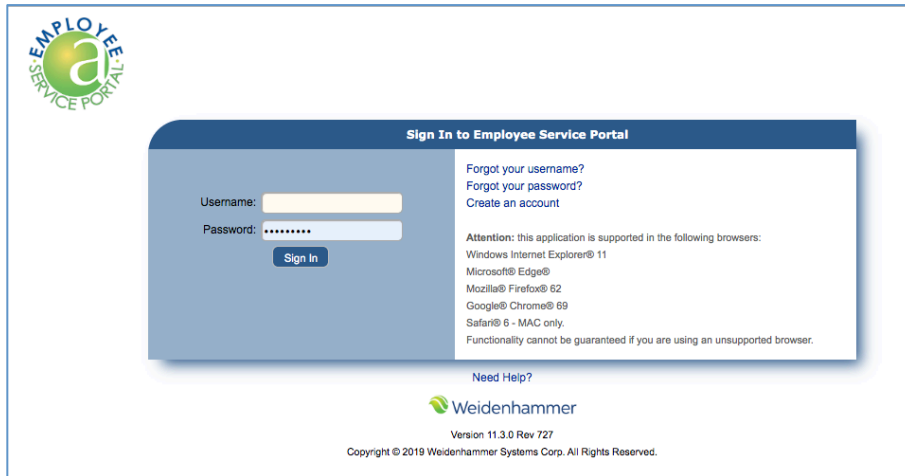 EMPLOYEE
a
SERVICE PORTAL
Sign In to Employee Service Portal
Forgot your username?
Forgot your password?
Create an account
Username:
Password: •••••••••
Sign In
Attention: this application is supported in the following browsers:
Windows Internet Explorer® 11
Microsoft® Edge®
Mozilla® Firefox® 62
Google® Chrome® 69
Safari® 6 - MAC only.
Functionality cannot be guaranteed if you are using an unsupported browser.
Need Help?
Weidenhammer
Version 11.3.0 Rev 727
Copyright © 2019 Weidenhammer Systems Corp. All Rights Reserved.